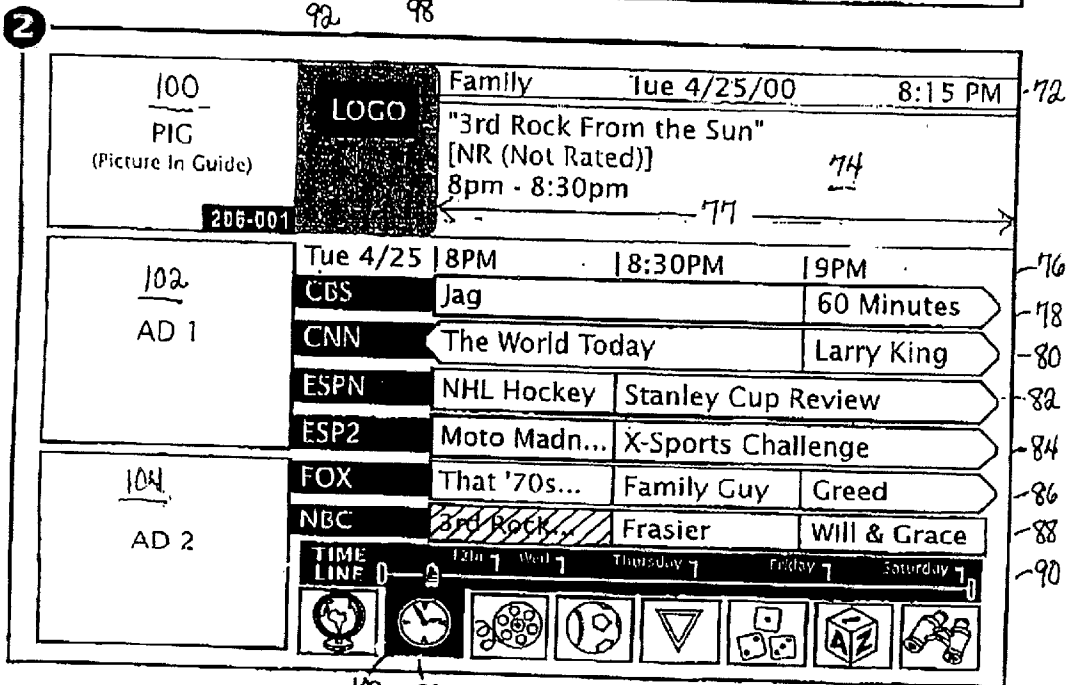 92 98
2
100
PIG
(Picture In Guide)
206-001
LOGO
Family Tue 4/25/00 8:15 PM
72
"3rd Rock From the Sun"
[NR (Not Rated)]
8pm - 8:30pm
74
77
102
AD 1
Tue 4/25 8PM 8:30PM 9PM
76
CBS Jag 60 Minutes
78
CNN The World Today Larry King
80
ESPN NHL Hockey Stanley Cup Review
82
ESP2 Moto Madn... X-Sports Challenge
84
104
AD 2
FOX That '70s... Family Guy Greed
86
NBC 3rd Rock... Frasier Will & Grace
88
TIME LINE 12m Wed Thursday Friday Saturday
90
A Z